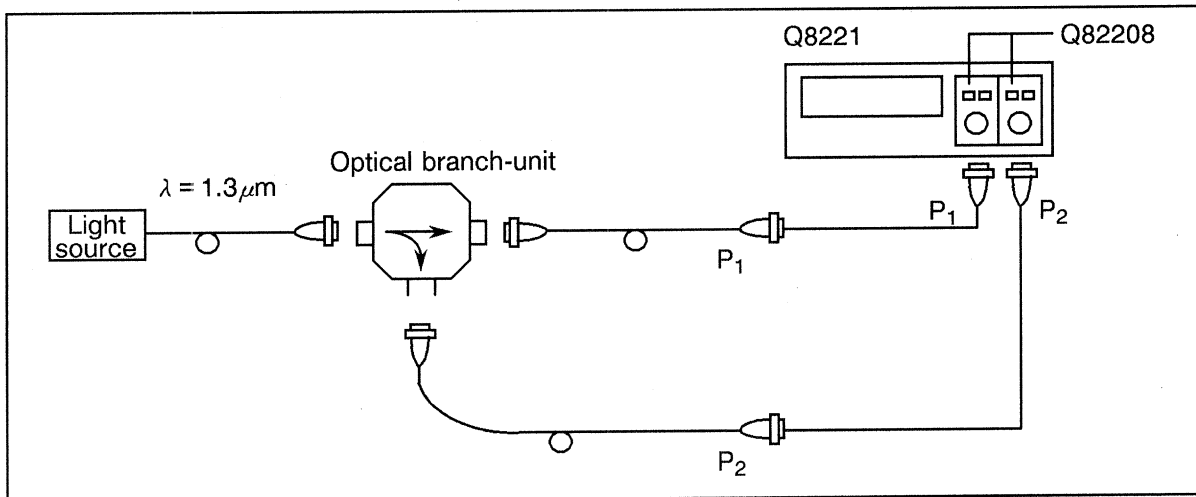 Q8221
Q82208
Optical branch-unit
λ = 1.3μm
Light
source
P₁
P₂
P₁
P₂